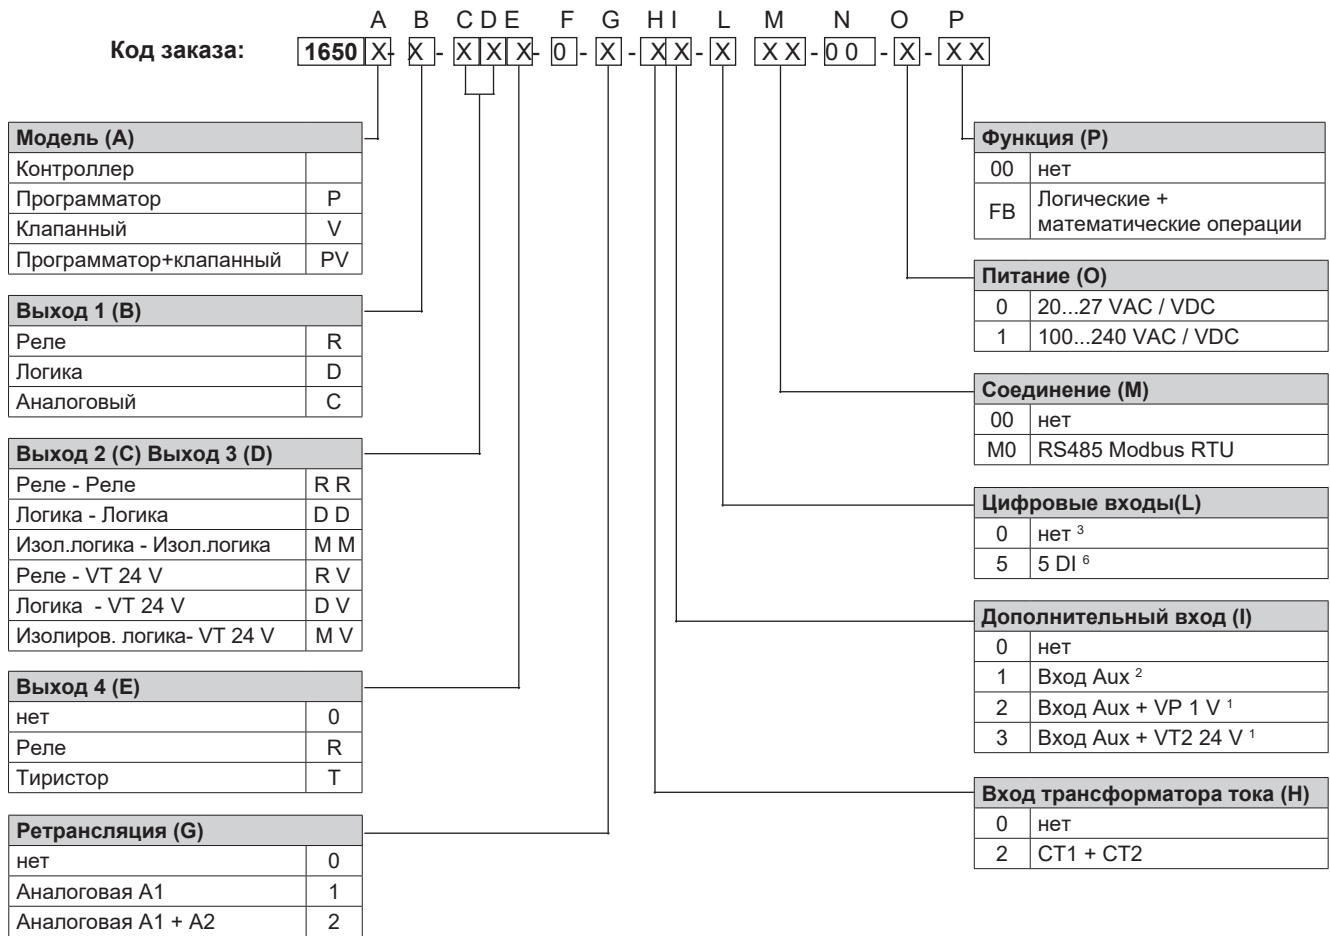 A B C D E F G H I L M N O P
Код заказа: 1650 X - X - X X X - 0 - X - X X - X X X - 0 0 - X - X X
Модель (A)
Контроллер
Программатор P
Клапанный V
Программатор+клапанный PV
Выход 1 (B)
Реле R
Логика D
Аналоговый C
Выход 2 (C) Выход 3 (D)
Реле - Реле R R
Логика - Логика D D
Изол.логика - Изол.логика M M
Реле - VT 24 V R V
Логика - VT 24 V D V
Изолиров. логика- VT 24 V M V
Выход 4 (E)
нет 0
Реле R
Тиристор T
Ретрансляция (G)
нет 0
Аналоговая A1 1
Аналоговая A1 + A2 2
Функция (P)
00 нет
FB Логические +
математические операции
Питание (O)
0 20...27 VAC / VDC
1 100...240 VAC / VDC
Соединение (M)
00 нет
M0 RS485 Modbus RTU
Цифровые входы(L)
0 нет ³
5 5 DI ⁶
Дополнительный вход (I)
0 нет
1 Вход Aux ²
2 Вход Aux + VP 1 V ¹
3 Вход Aux + VT2 24 V ¹
Вход трансформатора тока (H)
0 нет
2 CT1 + CT2